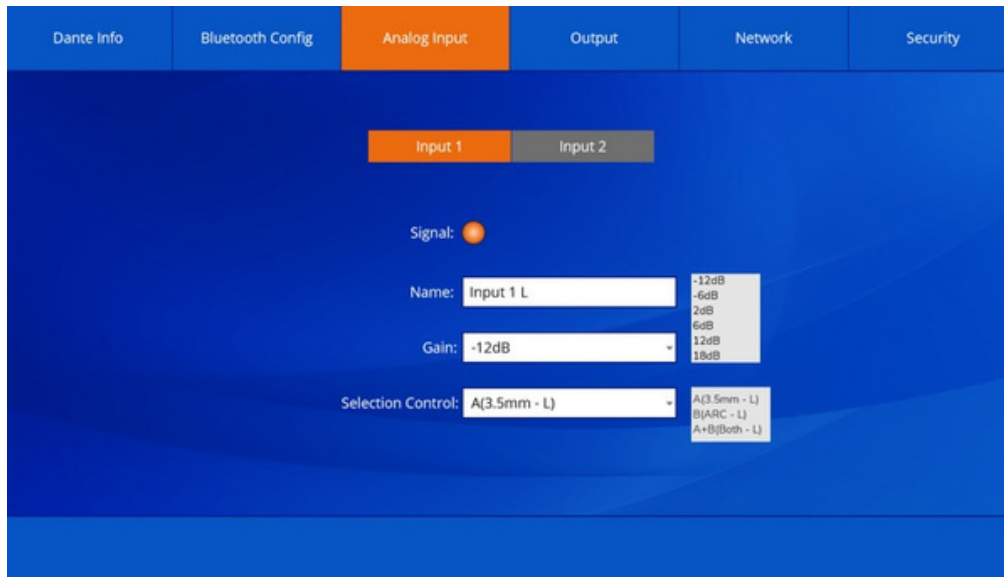 Dante Info Bluetooth Config Analog Input Output Network Security
Input 1 Input 2
Signal:
Name: Input 1 L
Gain: -12dB
Selection Control: A(3.5mm - L)
-12dB
-6dB
2dB
6dB
12dB
18dB
A(3.5mm - L)
B(ARC - L)
A+B(Both - L)